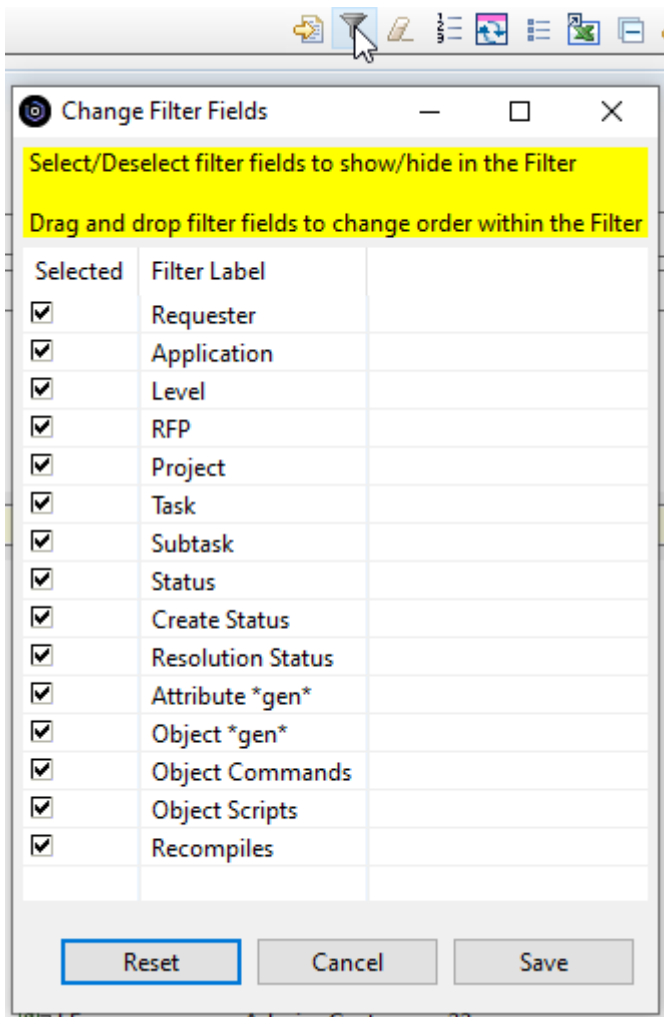 Change Filter Fields
Select/Deselect filter fields to show/hide in the Filter
Drag and drop filter fields to change order within the Filter
Selected Filter Label
Requester
Application
Level
RFP
Project
Task
Subtask
Status
Create Status
Resolution Status
Attribute *gen*
Object *gen*
Object Commands
Object Scripts
Recompiles
Reset Cancel Save